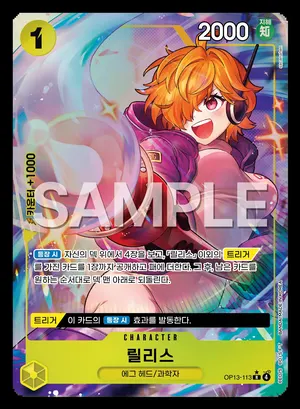 1
2000
지혜
知
카운터 +1000
SAMPLE
등장 시 자신의 덱 위에서 4장을 보고, 「릴리스」 이외의 트리거
를 가진 카드를 1장까지 공개하고 패에 더한다. 그 후, 남은 카드를
원하는 순서대로 덱 맨 아래로 되돌린다.
트리거 이 카드의 등장 시 효과를 발동한다.
CHARACTER
릴리스
에그 헤드/과학자
OP13-113